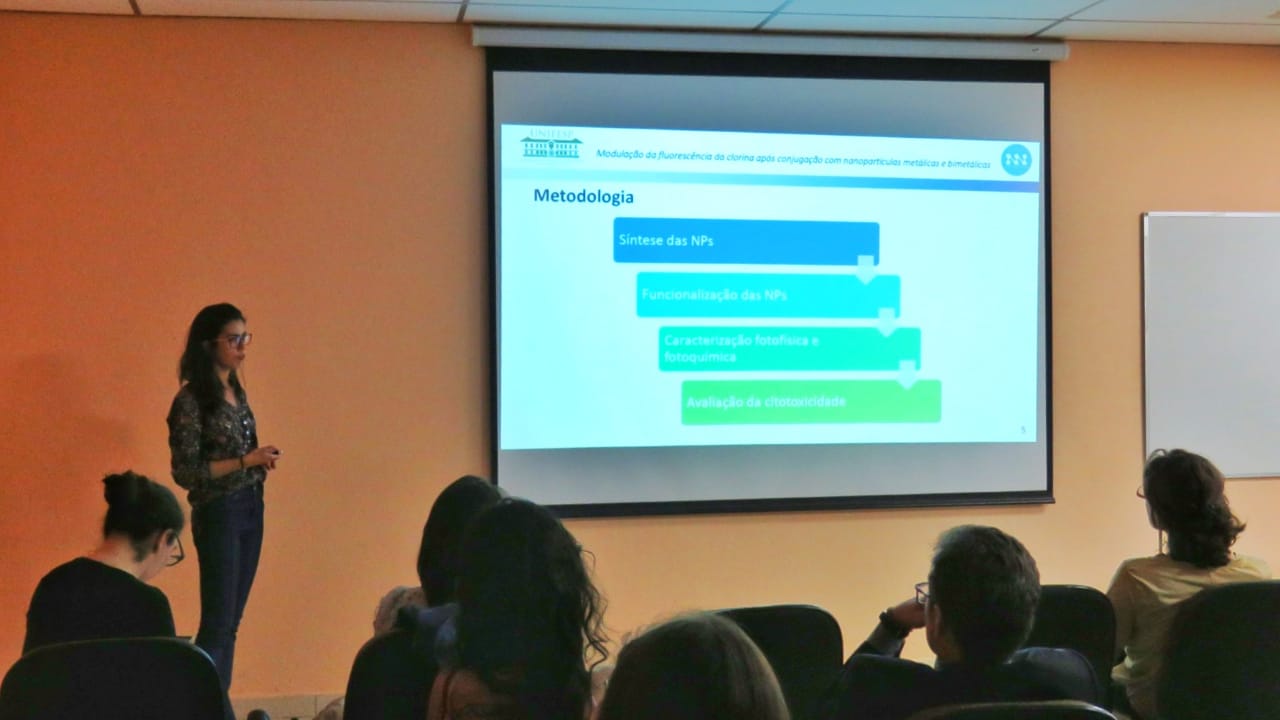 UNIFESP
Modulação da fluorescência da clorina após conjugação com nanopartículas metálicas e bimetálicas
Metodologia
Síntese das NPs
Funcionalização das NPs
Caracterização fotofísica e
fotoquímica
Avaliação da citotoxicidade
5